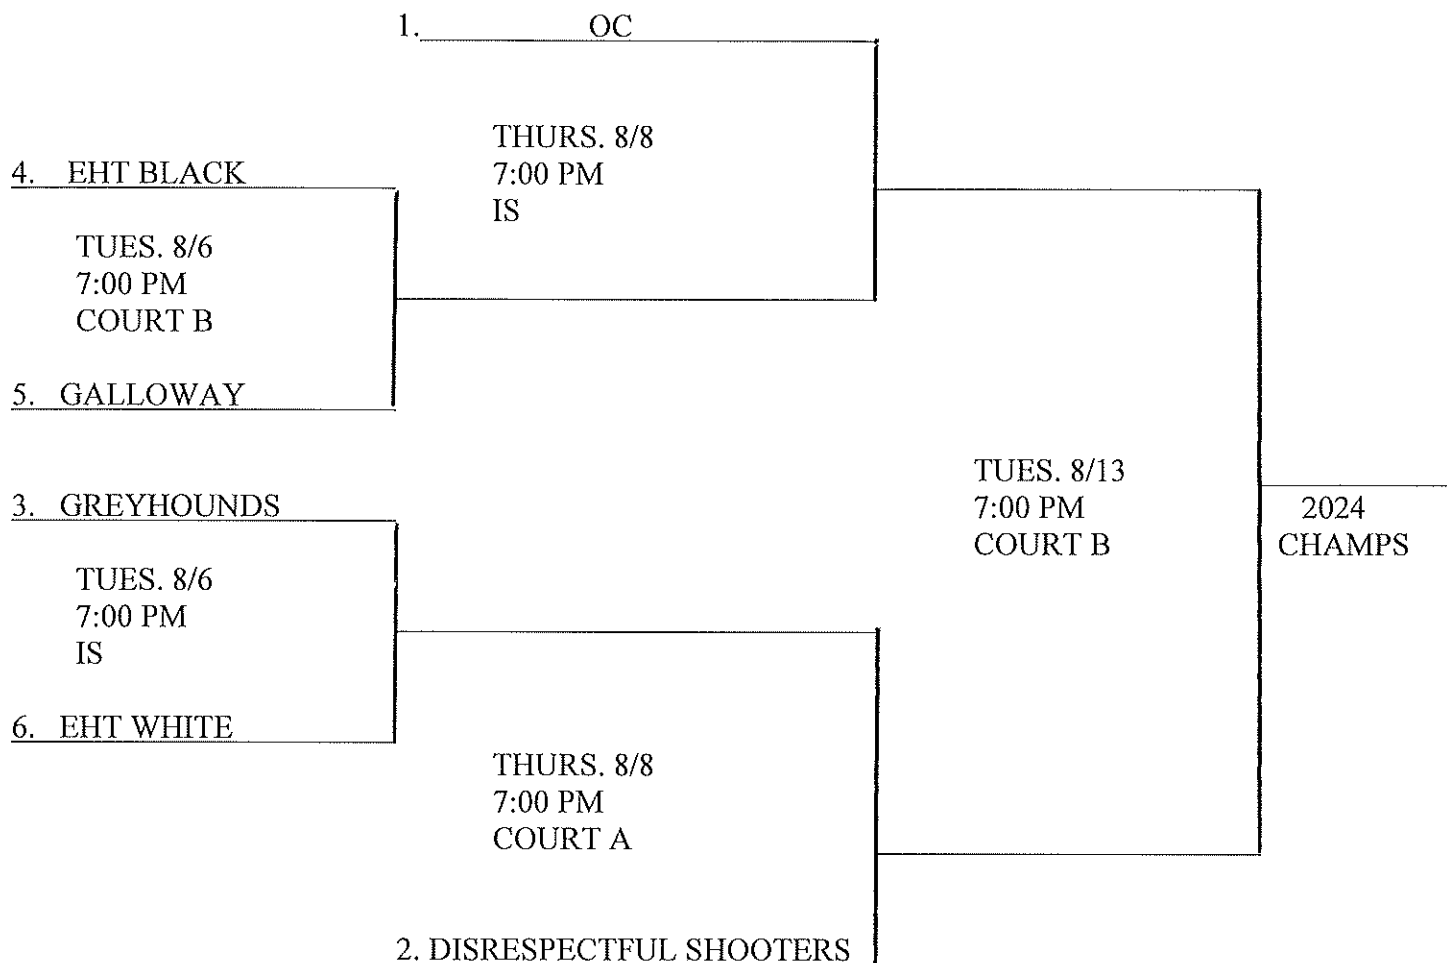 1. OC
THURS. 8/8
7:00 PM
IS
4. EHT BLACK
TUES. 8/6
7:00 PM
COURT B
5. GALLOWAY
3. GREYHOUNDS
TUES. 8/6
7:00 PM
IS
6. EHT WHITE
THURS. 8/8
7:00 PM
COURT A
2. DISRESPECTFUL SHOOTERS
TUES. 8/13
7:00 PM
COURT B
2024
CHAMPS